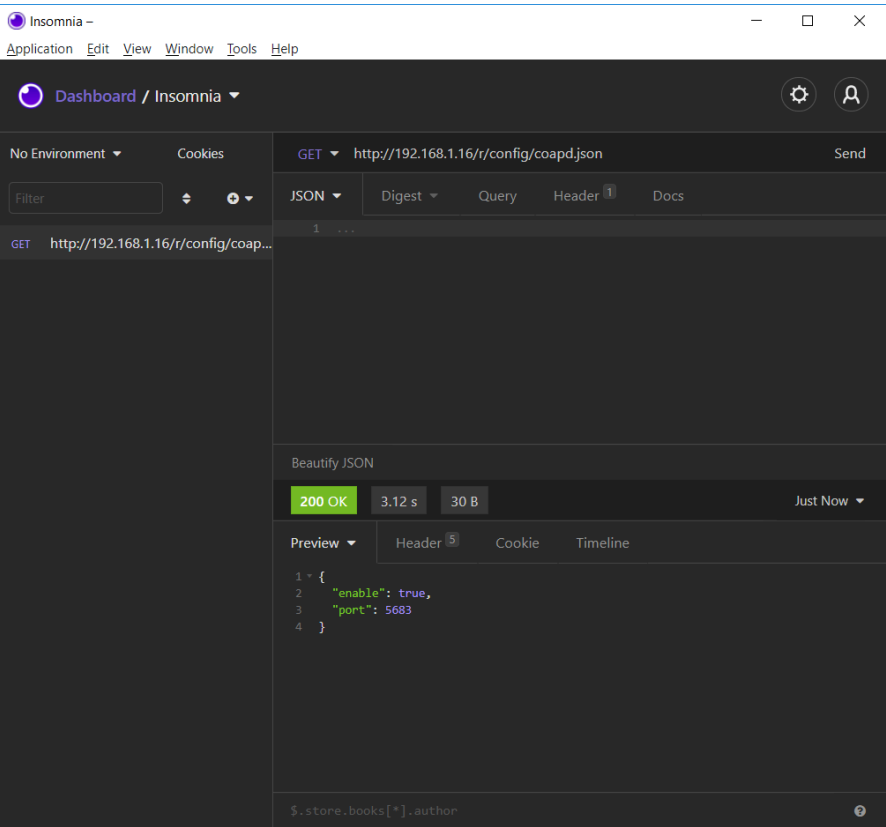 Insomnia –
Application Edit View Window Tools Help
Dashboard / Insomnia
No Environment Cookies
GET http://192.168.1.16/r/config/coapd.json Send
Filter
JSON Digest Query Header 1 Docs
1 ...
GET http://192.168.1.16/r/config/coap...
Beautify JSON
200 OK 3.12 s 30 B Just Now
Preview Header 5 Cookie Timeline
1 {
2 "enable": true,
3 "port": 5683
4 }
$.store.books[*].author